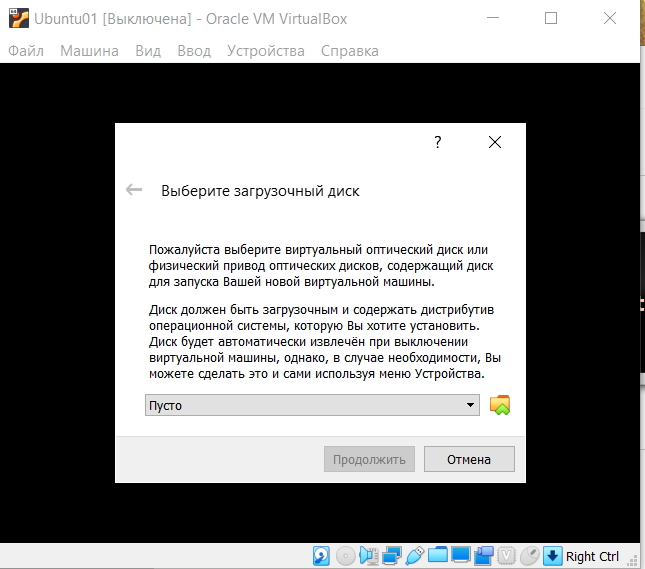 Ubuntu01 [Выключена] - Oracle VM VirtualBox
Файл Машина Вид Ввод Устройства Справка
?
Выберите загрузочный диск
Пожалуйста выберите виртуальный оптический диск или
физический привод оптических дисков, содержащий диск
для запуска Вашей новой виртуальной машины.
Диск должен быть загрузочным и содержать дистрибутив
операционной системы, которую Вы хотите установить.
Диск будет автоматически извлечён при выключении
виртуальной машины, однако, в случае необходимости, Вы
можете сделать это и сами используя меню Устройства.
Пусто
Продолжить Отмена
Right Ctrl